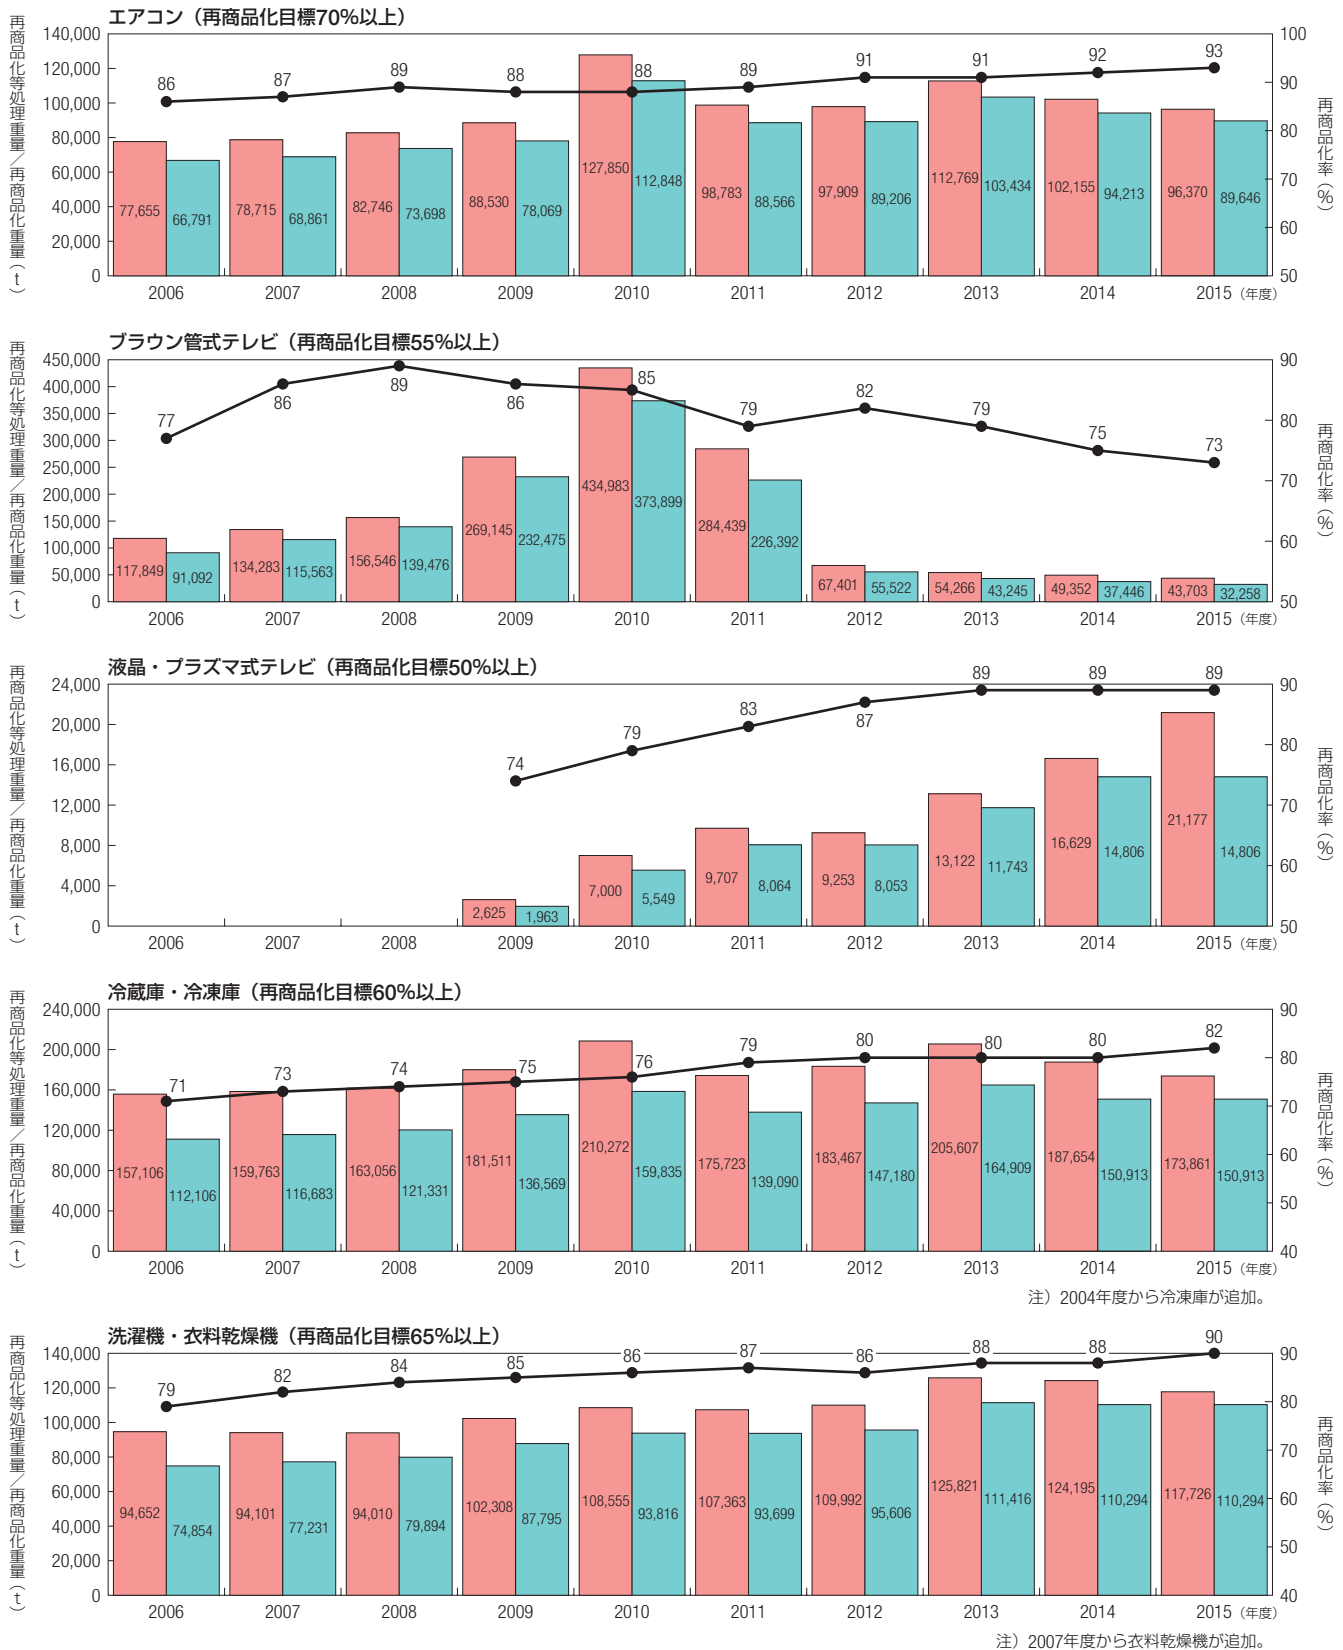 エアコン（再商品化目標70%以上）
再商品化等処理重量／再商品化重量（t）
140,000
120,000
100,000
80,000
60,000
40,000
20,000
0
100
90
80
70
60
50
再商品化率（%）
86 87 89 88 88 89 91 91 92 93
77,655 66,791 78,715 68,861 82,746 73,698 88,530 78,069 127,850 112,848 98,783 88,566 97,909 89,206 112,769 103,434 102,155 94,213 96,370 89,646
2006 2007 2008 2009 2010 2011 2012 2013 2014 2015（年度）
ブラウン管式テレビ（再商品化目標55%以上）
再商品化等処理重量／再商品化重量（t）
450,000
400,000
350,000
300,000
250,000
200,000
150,000
100,000
50,000
0
90
80
70
60
50
再商品化率（%）
77 86 89 86 85 79 82 79 75 73
117,849 91,092 134,283 115,563 156,546 139,476 269,145 232,475 434,983 373,899 284,439 226,392 67,401 55,522 54,266 43,245 49,352 37,446 43,703 32,258
2006 2007 2008 2009 2010 2011 2012 2013 2014 2015（年度）
液晶・プラズマ式テレビ（再商品化目標50%以上）
再商品化等処理重量／再商品化重量（t）
24,000
20,000
16,000
12,000
8,000
4,000
0
90
80
70
60
50
再商品化率（%）
74 79 83 87 89 89 89
2,625 1,963 7,000 5,549 9,707 8,064 9,253 8,053 13,122 11,743 16,629 14,806 21,177 14,806
2006 2007 2008 2009 2010 2011 2012 2013 2014 2015（年度）
冷蔵庫・冷凍庫（再商品化目標60%以上）
再商品化等処理重量／再商品化重量（t）
240,000
200,000
160,000
120,000
80,000
40,000
0
90
80
70
60
50
40
再商品化率（%）
71 73 74 75 76 79 80 80 80 82
157,106 112,106 159,763 116,683 163,056 121,331 181,511 136,569 210,272 159,835 175,723 139,090 183,467 147,180 205,607 164,909 187,654 150,913 173,861 150,913
2006 2007 2008 2009 2010 2011 2012 2013 2014 2015（年度）
注）2004年度から冷凍庫が追加。
洗濯機・衣料乾燥機（再商品化目標65%以上）
再商品化等処理重量／再商品化重量（t）
140,000
120,000
100,000
80,000
60,000
40,000
20,000
0
90
80
70
60
50
40
再商品化率（%）
79 82 84 85 86 87 86 88 88 90
94,652 74,854 94,101 77,231 94,010 79,894 102,308 87,795 108,555 93,816 107,363 93,699 109,992 95,606 125,821 111,416 124,195 110,294 117,726 110,294
2006 2007 2008 2009 2010 2011 2012 2013 2014 2015（年度）
注）2007年度から衣料乾燥機が追加。